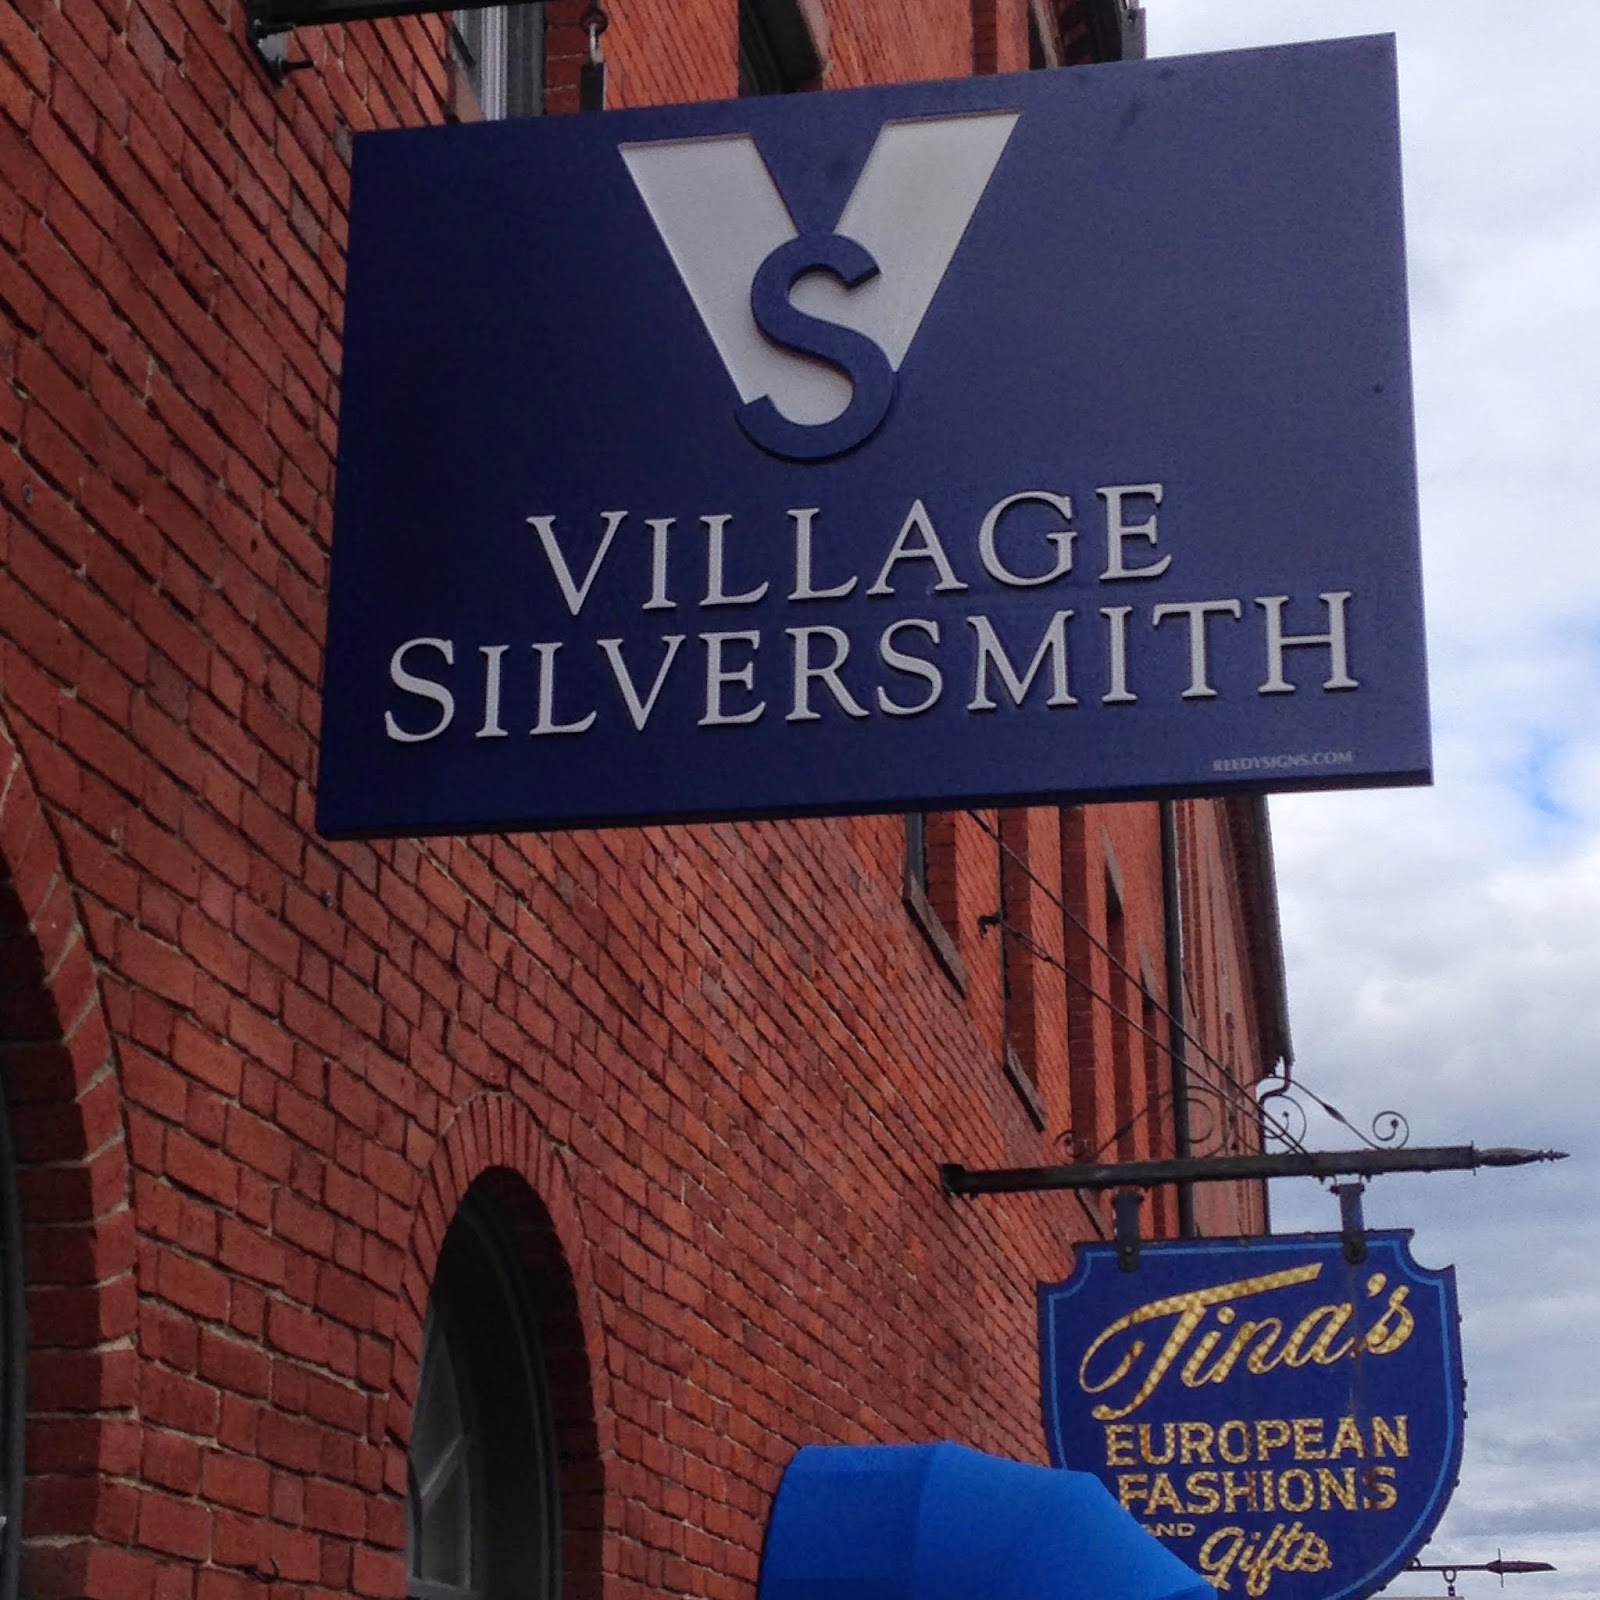 VS
VILLAGE
SILVERSMITH
REEDYSIGNS.COM
Tina's
EUROPEAN
FASHIONS
AND
Gifts